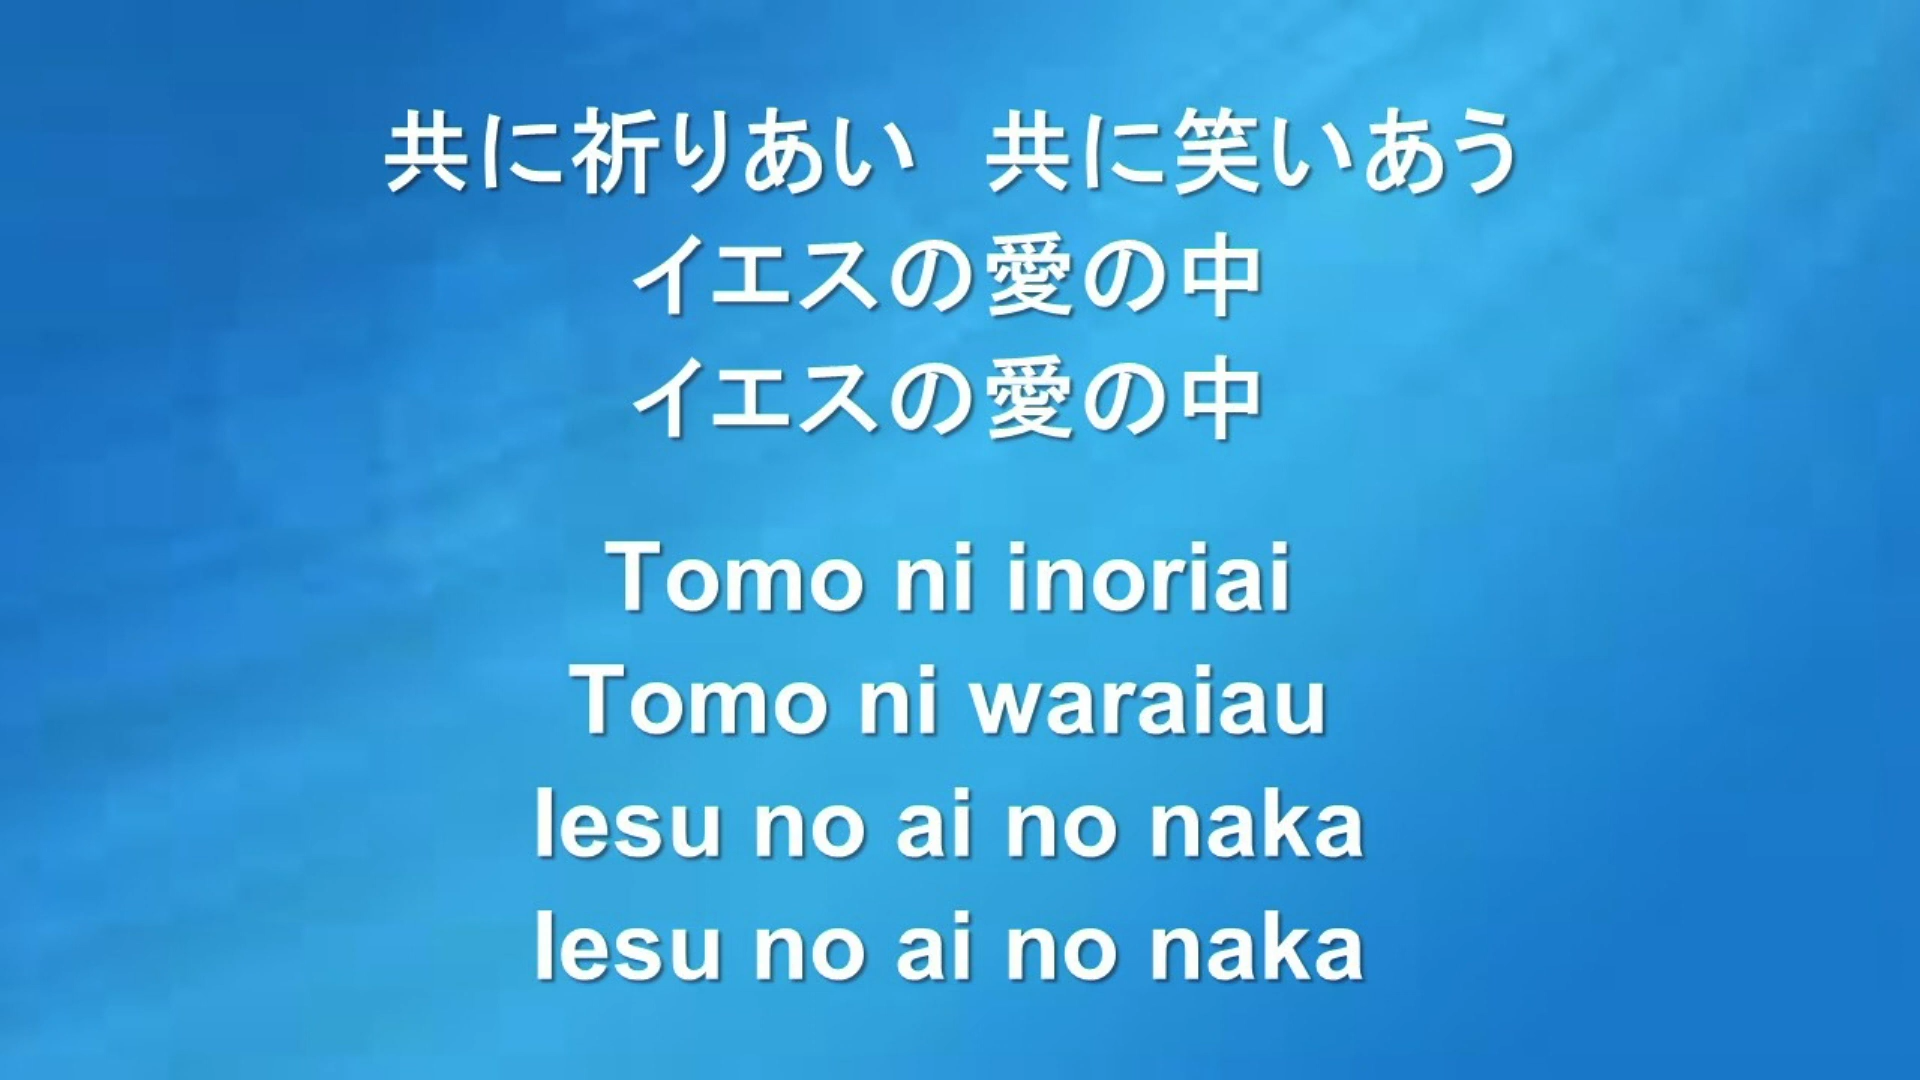 共に祈りあい　共に笑いあう
イエスの愛の中
イエスの愛の中
Tomo ni inoriai
Tomo ni waraiau
Iesu no ai no naka
Iesu no ai no naka